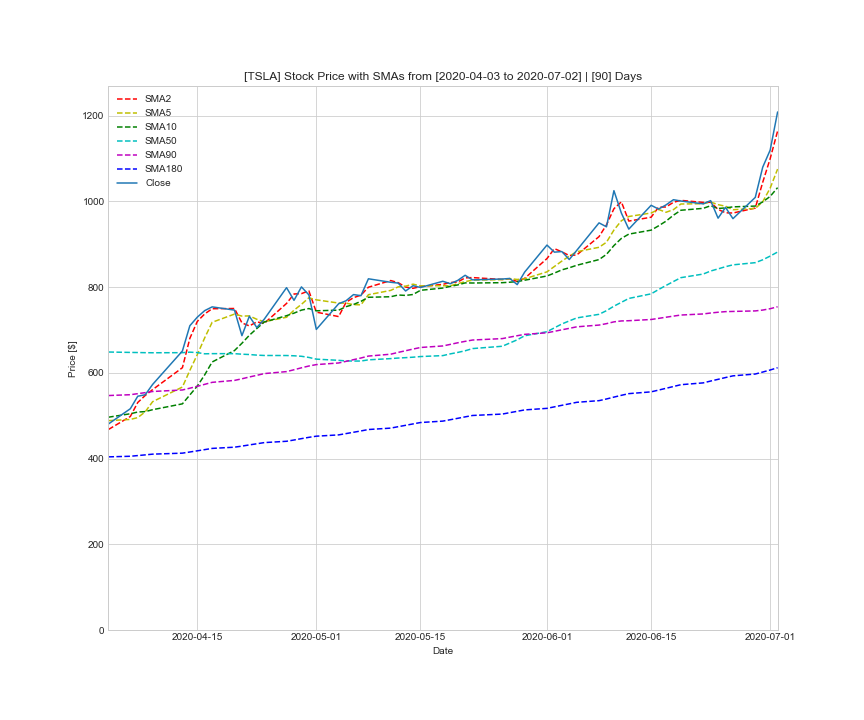 [TSLA] Stock Price with SMAs from [2020-04-03 to 2020-07-02] | [90] Days
SMA2
SMA5
SMA10
SMA50
SMA90
SMA180
Close
1200
1000
800
600
400
200
0
Price [$]
2020-04-15
2020-05-01
2020-05-15
2020-06-01
2020-06-15
2020-07-01
Date